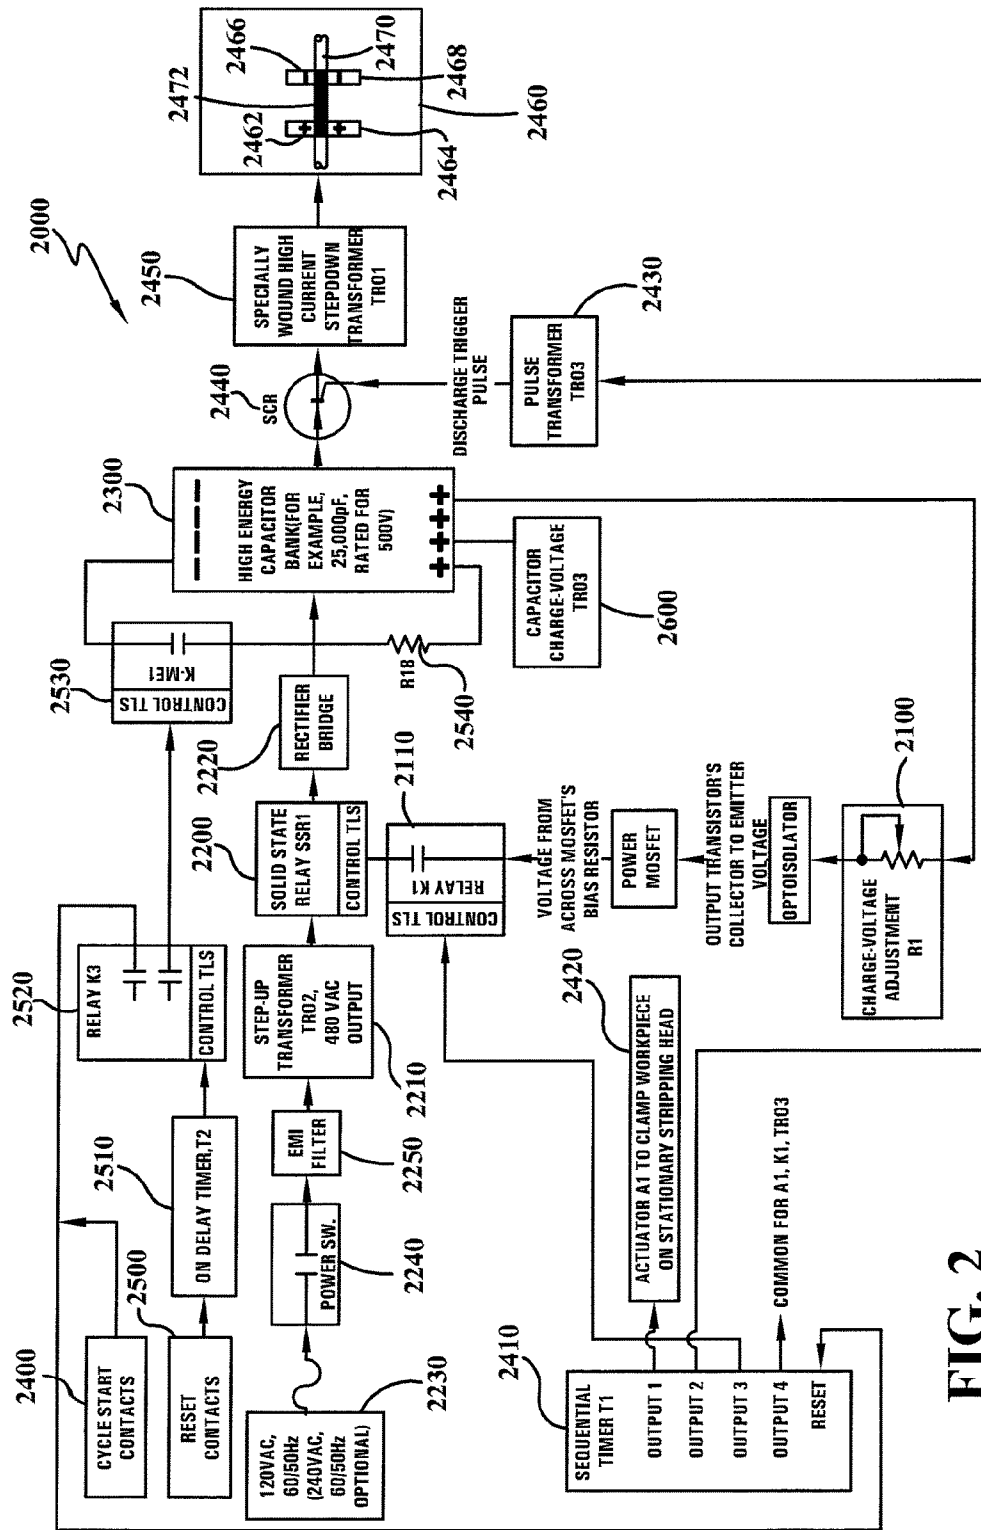 2000
2400
CYCLE START
CONTACTS
2500
RESET
CONTACTS
2510
ON DELAY TIMER,T2
2520
RELAY K3
CONTROL TLS
2530
CONTROL TLS
K-ME1
2230
120VAC,
60/50Hz
(240VAC,
60/50Hz
OPTIONAL)
2240
POWER SW.
2250
EMI
FILTER
2210
STEP-UP
TRANSFORMER
TR02,
480 VAC
OUTPUT
2200
SOLID STATE
RELAY SSR1
CONTROL TLS
2220
RECTIFIER
BRIDGE
2300
HIGH ENERGY
CAPACITOR
BANK(FOR
EXAMPLE,
25,000pF,
RATED FOR
500V)
R18
2540
2440
SCR
2450
SPECIALLY
WOUND HIGH
CURRENT
STEPDOWN
TRANSFORMER
TR01
2472
2466
2462
2470
2464
2468
2460
DISCHARGE TRIGGER
PULSE
2430
PULSE
TRANSFORMER
TR03
CAPACITOR
CHARGE-VOLTAGE
TR03
2600
2110
CONTROL TLS
RELAY K1
VOLTAGE FROM
ACROSS MOSFET'S
BIAS RESISTOR
POWER
MOSFET
OUTPUT TRANSISTOR'S
COLLECTOR TO EMITTER
VOLTAGE
OPTOISOLATOR
2100
CHARGE-VOLTAGE
ADJUSTMENT
R1
2420
ACTUATOR A1 TO CLAMP WORKPIECE
ON STATIONARY STRIPPING HEAD
2410
SEQUENTIAL
TIMER T1
OUTPUT 1
OUTPUT 2
OUTPUT 3
OUTPUT 4
RESET
COMMON FOR A1, K1, TR03
FIG. 2